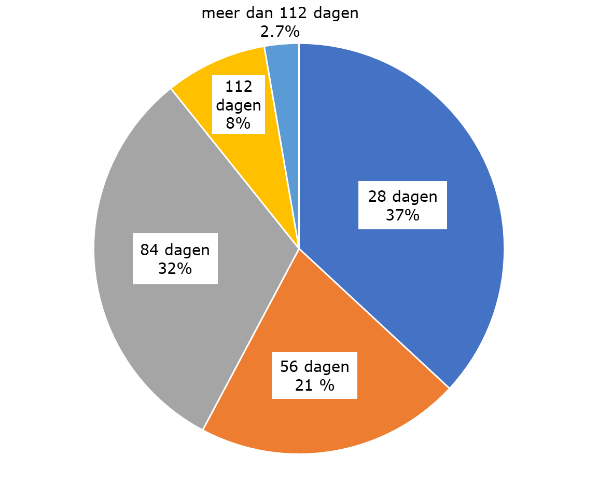 meer dan 112 dagen
2.7%
112
dagen
8%
28 dagen
37%
84 dagen
32%
56 dagen
21 %